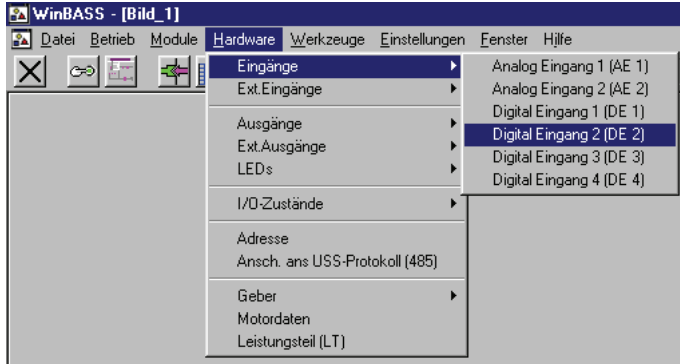 WinBASS - [Bild_1]
Datei Betrieb Module Hardware Werkzeuge Einstellungen Fenster Hilfe
Eingänge
Ext.Eingänge
Ausgänge
Ext.Ausgänge
LEDs
I/O-Zustände
Adresse
Ansch. ans USS-Protokoll (485)
Geber
Motordaten
Leistungsteil (LT)
Analog Eingang 1 (AE 1)
Analog Eingang 2 (AE 2)
Digital Eingang 1 (DE 1)
Digital Eingang 2 (DE 2)
Digital Eingang 3 (DE 3)
Digital Eingang 4 (DE 4)